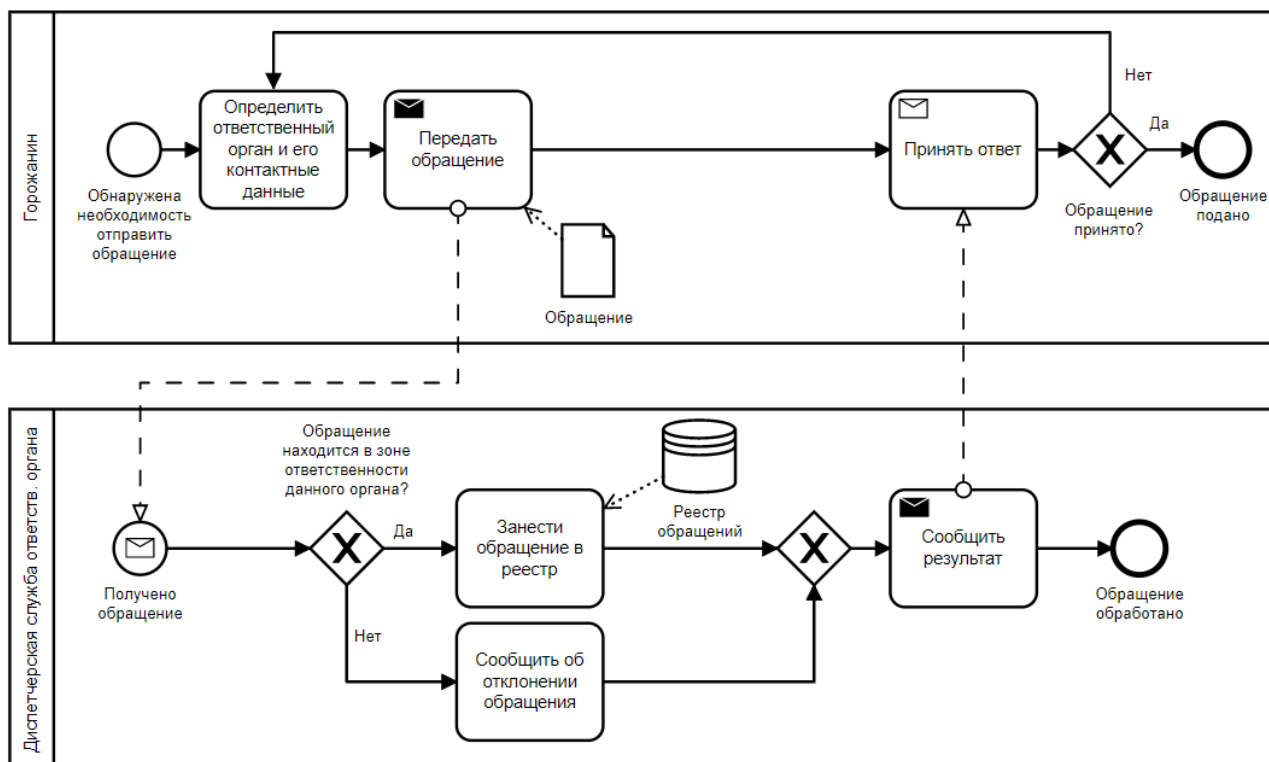 Горожанин
Обнаружена
необходимость
отправить
обращение
Определить
ответственный
орган и его
контактные
данные
Передать
обращение
Обращение
Принять ответ
Нет
Да
Обращение
принято?
Обращение
подано
Диспетчерская служба ответств. органа
Получено
обращение
Обращение
находится в зоне
ответственности
данного органа?
Да
Нет
Занести
обращение в
реестр
Реестр
обращений
Сообщить об
отклонении
обращения
Сообщить
результат
Обращение
обработано